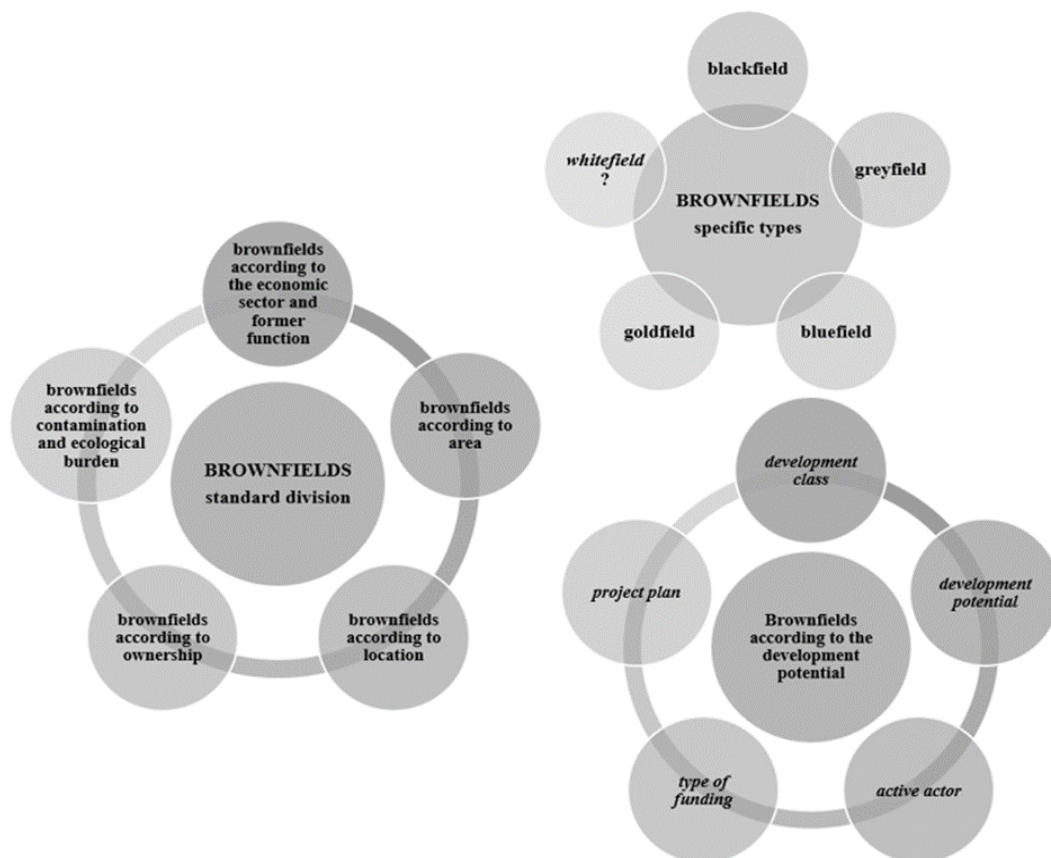 blackfield
whitefield
?
greyfield
BROWNFIELDS
specific types
goldfield
bluefield
brownfields
according to
the economic
sector and
former
function
brownfields
according to
contamination
and ecological
burden
brownfields
according to
area
BROWNFIELDS
standard division
brownfields
according to
ownership
brownfields
according to
location
development
class
project plan
development
potential
Brownfields
according to the
development
potential
type of
funding
active actor